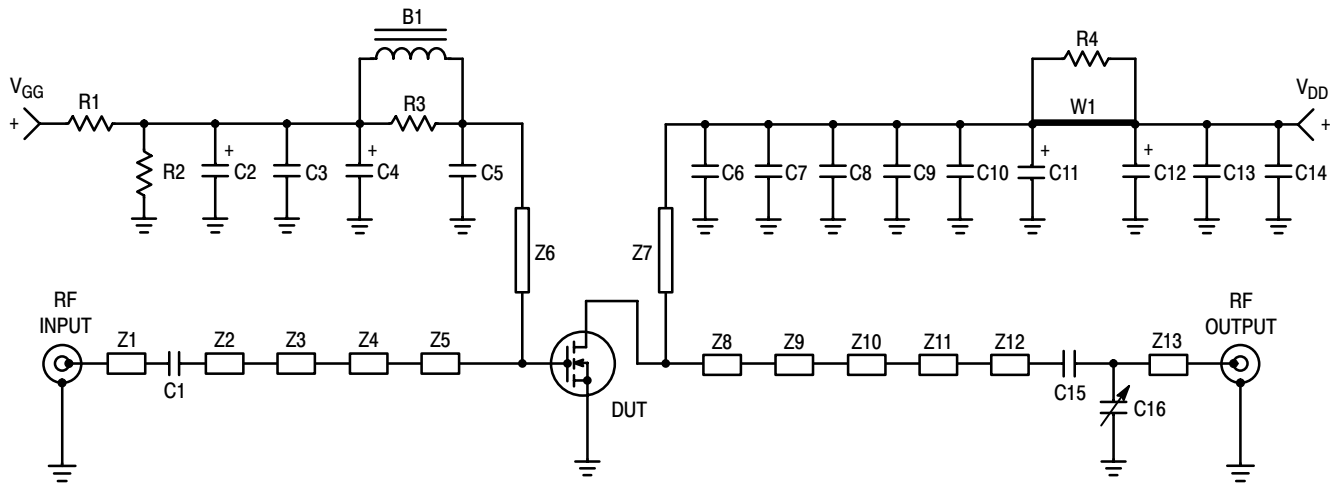 B1
R4
V_GG
R1
R3
W1
V_DD
+
+
R2
+
C2
C3
+
C4
C5
C6
C7
C8
C9
C10
+
C11
+
C12
C13
C14
Z6
Z7
RF
INPUT
RF
OUTPUT
Z1
Z2
Z3
Z4
Z5
Z8
Z9
Z10
Z11
Z12
Z13
C1
DUT
C15
C16